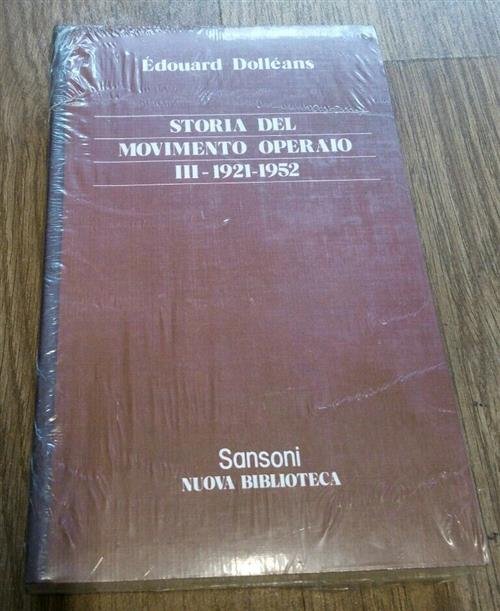 Édouard Dolléans
STORIA DEL
MOVIMENTO OPERAIO
III - 1921-1952
Sansoni
NUOVA BIBLIOTECA